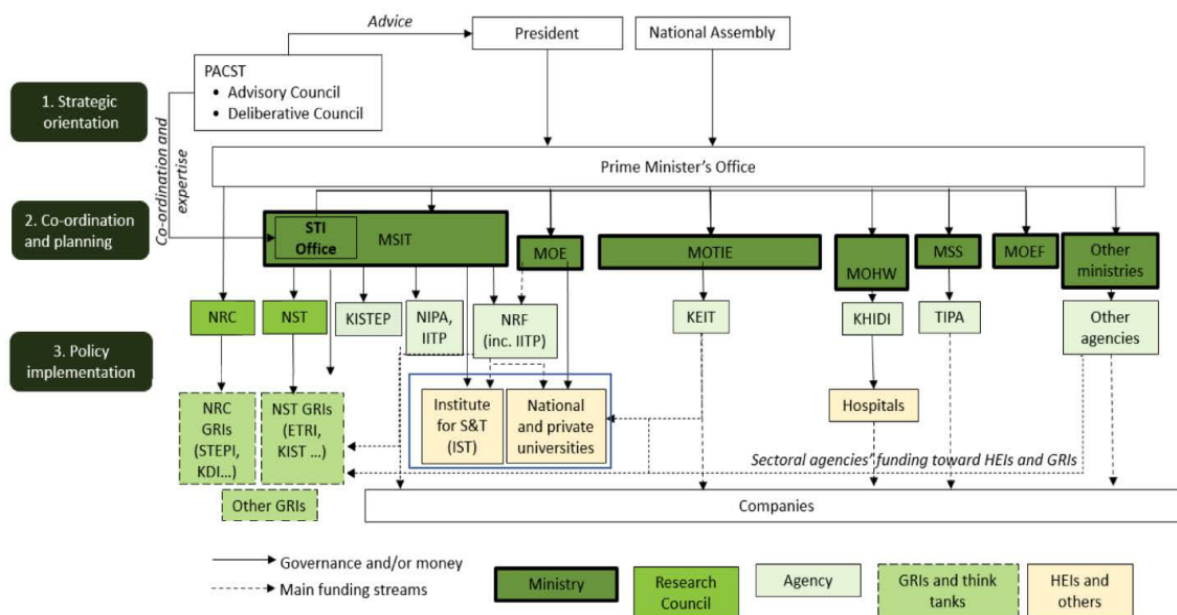 Advice
President
National Assembly
PACST
• Advisory Council
• Deliberative Council
1. Strategic
orientation
Co-ordination and
expertise
Prime Minister's Office
2. Co-ordination
and planning
STI
Office
MSIT
MOE
MOTIE
MOHW
MSS
MOEF
Other
ministries
NRC
NST
KISTEP
NIPA,
IITP
NRF
(inc. IITP)
KEIT
KHIDI
TIPA
Other
agencies
3. Policy
implementation
NRC
GRIs
(STEPI,
KDI...)
NST GRIs
(ETRI,
KIST ...)
Institute
for S&T
(IST)
National
and private
universities
Hospitals
Sectoral agencies' funding toward HEIs and GRIs
Other GRIs
Companies
Governance and/or money
Main funding streams
Ministry
Research
Council
Agency
GRIs and think
tanks
HEIs and
others